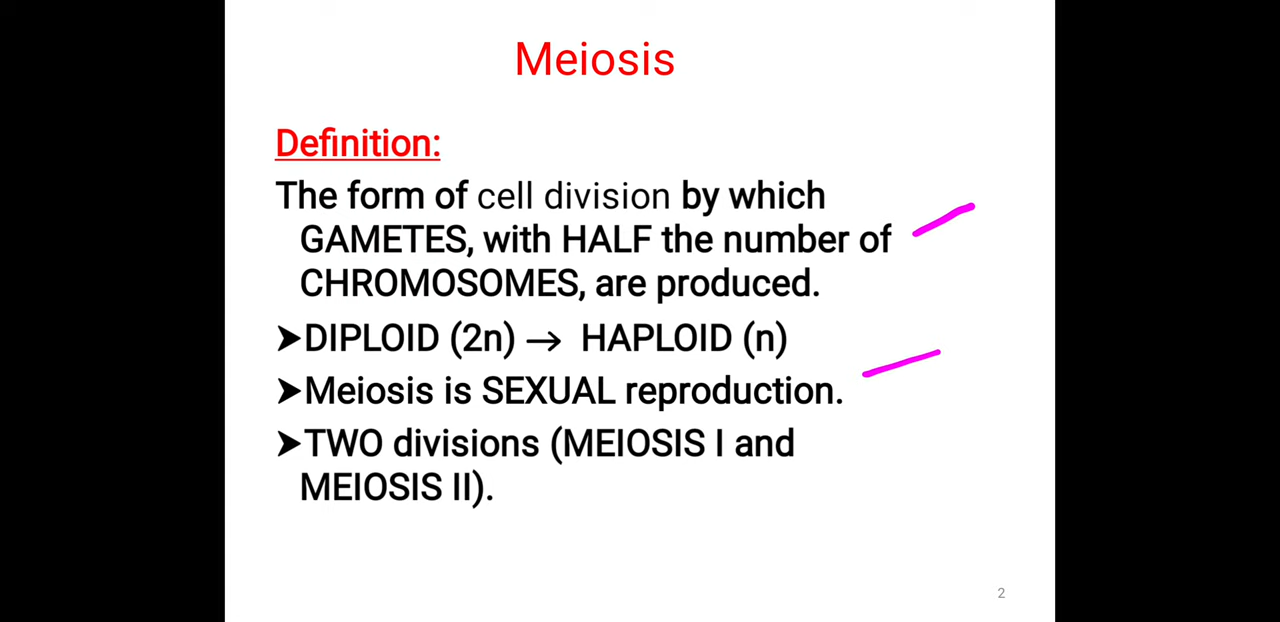 Meiosis
Definition:
The form of cell division by which
GAMETES, with HALF the number of
CHROMOSOMES, are produced.
➤DIPLOID (2n) → HAPLOID (n)
➤Meiosis is SEXUAL reproduction.
➤TWO divisions (MEIOSIS I and
MEIOSIS II).
2